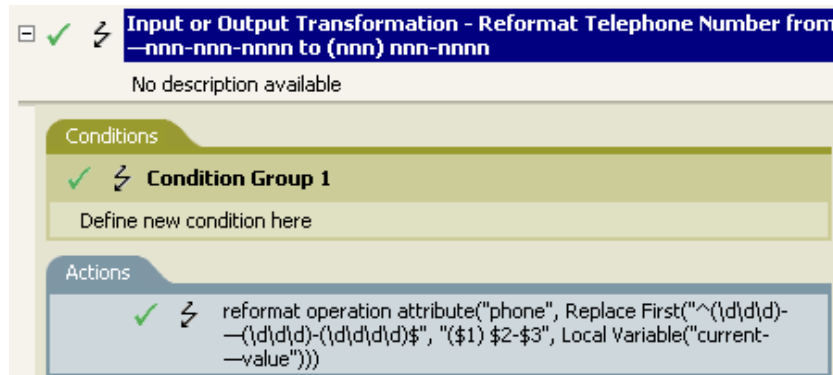 Input or Output Transformation - Reformat Telephone Number from
—nnn-nnn-nnnn to (nnn) nnn-nnnn
No description available
Conditions
Condition Group 1
Define new condition here
Actions
reformat operation attribute("phone", Replace First("^(\d\d\d)-
—(\d\d\d)-(\d\d\d\d)$", "($1) $2-$3", Local Variable("current-
—value")))